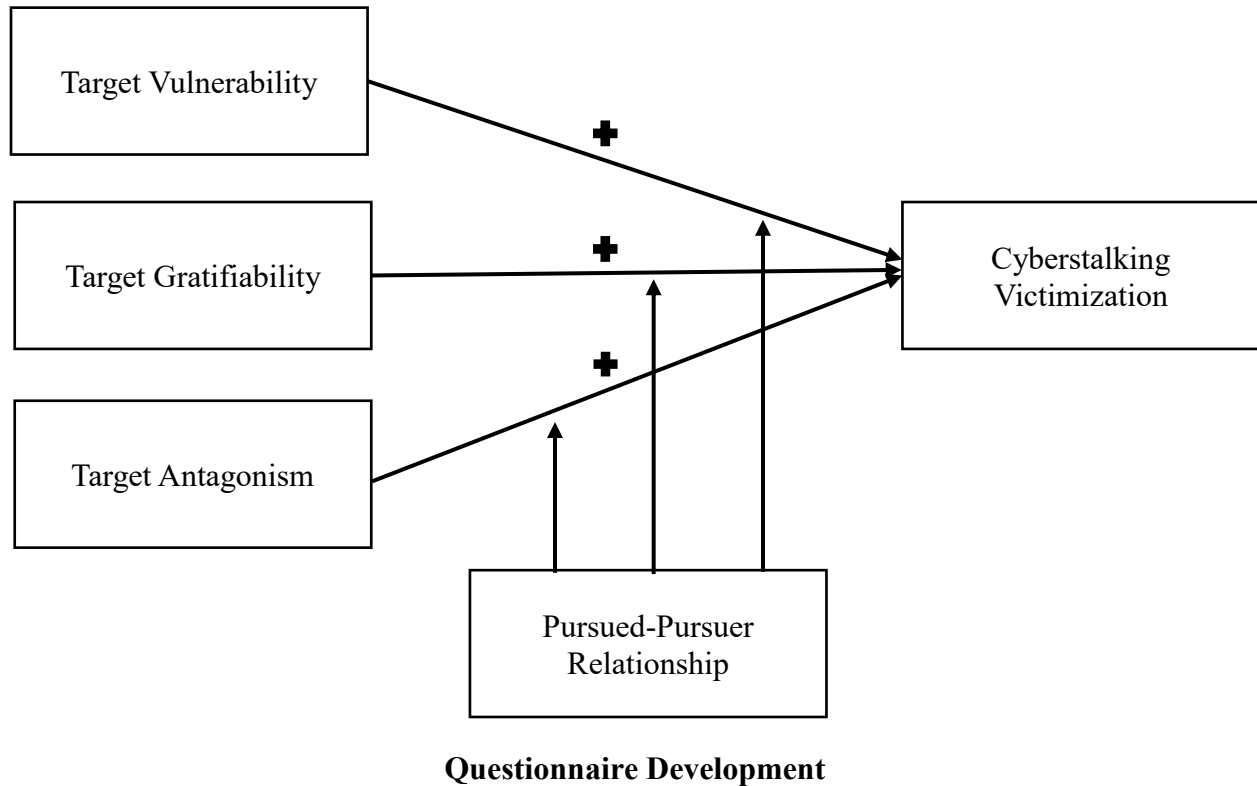 Target Vulnerability
Target Gratifiability
Cyberstalking
Victimization
Target Antagonism
Pursued-Pursuer
Relationship
Questionnaire Development